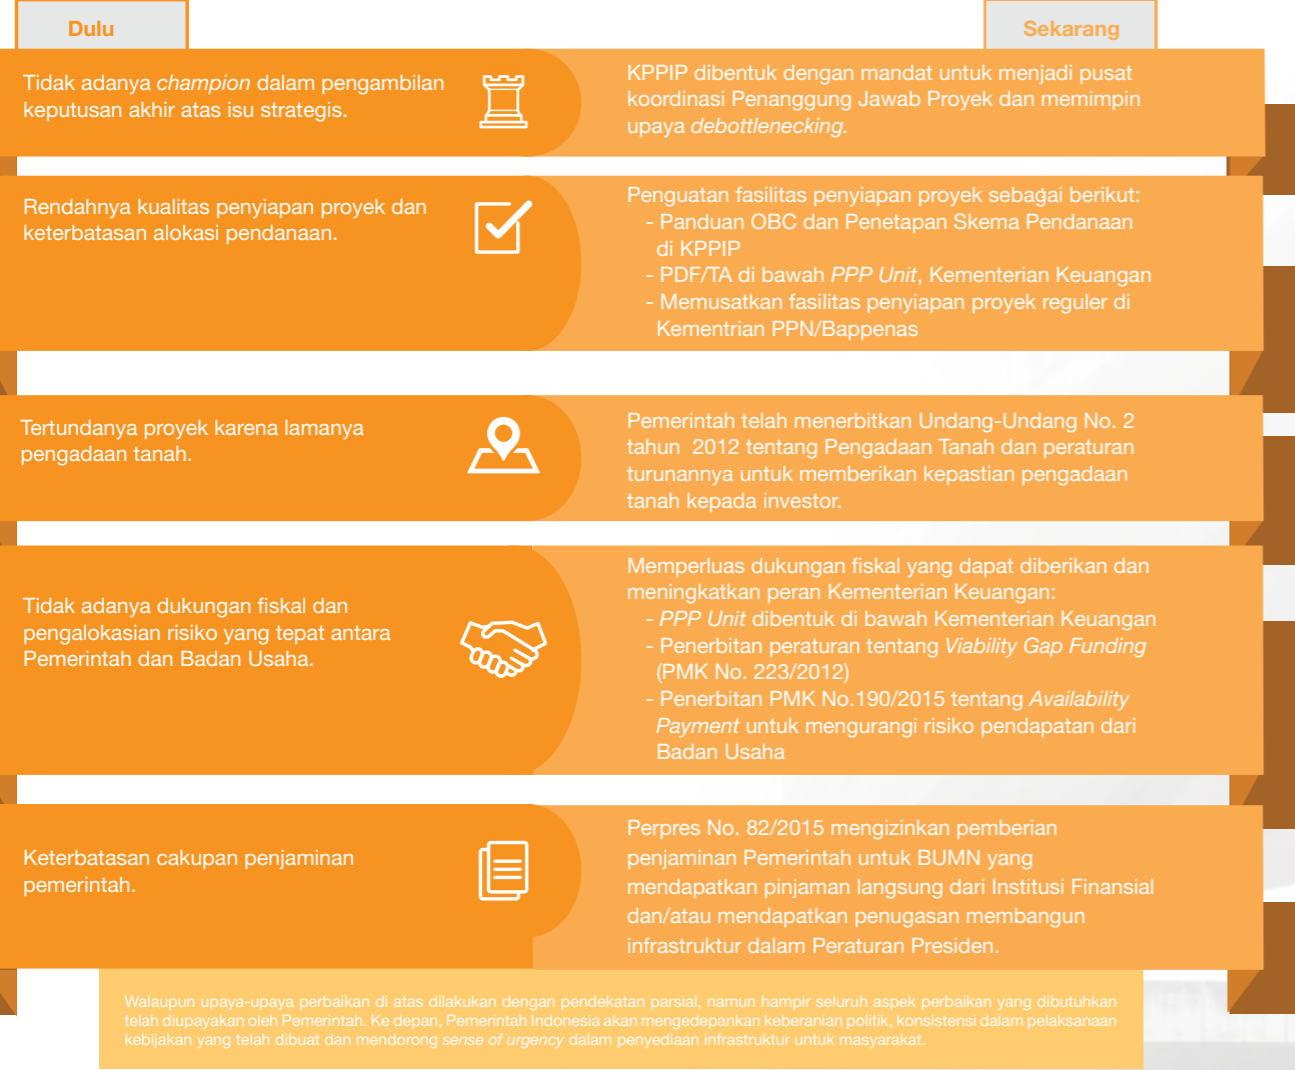 Dulu
Sekarang
Tidak adanya champion dalam pengambilan
keputusan akhir atas isu strategis.
KPPIP dibentuk dengan mandat untuk menjadi pusat
koordinasi Penanggung Jawab Proyek dan memimpin
upaya debottlenecking.
Rendahnya kualitas penyiapan proyek dan
keterbatasan alokasi pendanaan.
Penguatan fasilitas penyiapan proyek sebagai berikut:
- Panduan OBC dan Penetapan Skema Pendanaan
di KPPIP
- PDF/TA di bawah PPP Unit, Kementerian Keuangan
- Memusatkan fasilitas penyiapan proyek reguler di
Kementrian PPN/Bappenas
Tertundanya proyek karena lamanya
pengadaan tanah.
Pemerintah telah menerbitkan Undang-Undang No. 2
tahun  2012 tentang Pengadaan Tanah dan peraturan
turunannya untuk memberikan kepastian pengadaan
tanah kepada investor.
Tidak adanya dukungan fiskal dan
pengalokasian risiko yang tepat antara
Pemerintah dan Badan Usaha.
Memperluas dukungan fiskal yang dapat diberikan dan
meningkatkan peran Kementerian Keuangan:
- PPP Unit dibentuk di bawah Kementerian Keuangan
- Penerbitan peraturan tentang Viability Gap Funding
(PMK No. 223/2012)
- Penerbitan PMK No.190/2015 tentang Availability
Payment untuk mengurangi risiko pendapatan dari
Badan Usaha
Keterbatasan cakupan penjaminan
pemerintah.
Perpres No. 82/2015 mengizinkan pemberian
penjaminan Pemerintah untuk BUMN yang
mendapatkan pinjaman langsung dari Institusi Finansial
dan/atau mendapatkan penugasan membangun
infrastruktur dalam Peraturan Presiden.
Walaupun upaya-upaya perbaikan di atas dilakukan dengan pendekatan parsial, namun hampir seluruh aspek perbaikan yang dibutuhkan
telah diupayakan oleh Pemerintah. Ke depan, Pemerintah Indonesia akan mengedepankan keberanian politik, konsistensi dalam pelaksanaan
kebijakan yang telah dibuat dan mendorong sense of urgency dalam penyediaan infrastruktur untuk masyarakat.